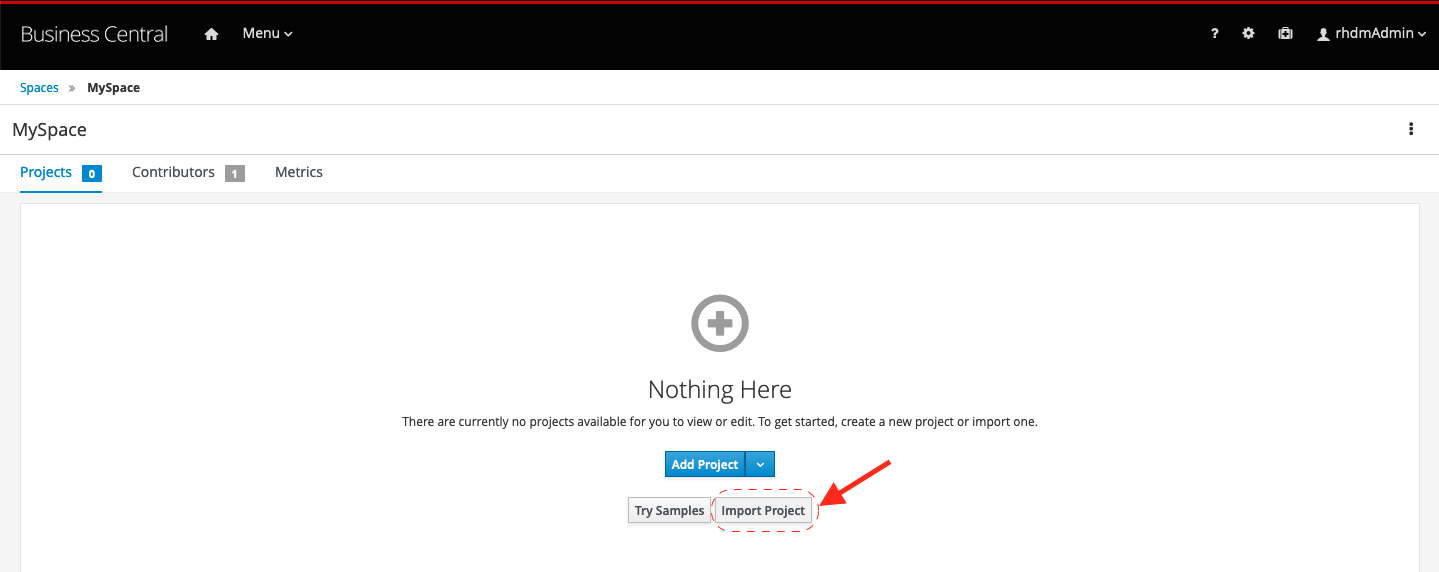 Business Central Menu ? rhdmAdmin
Spaces » MySpace
MySpace
Projects 0 Contributors 1 Metrics
Nothing Here
There are currently no projects available for you to view or edit. To get started, create a new project or import one.
Add Project
Try Samples Import Project